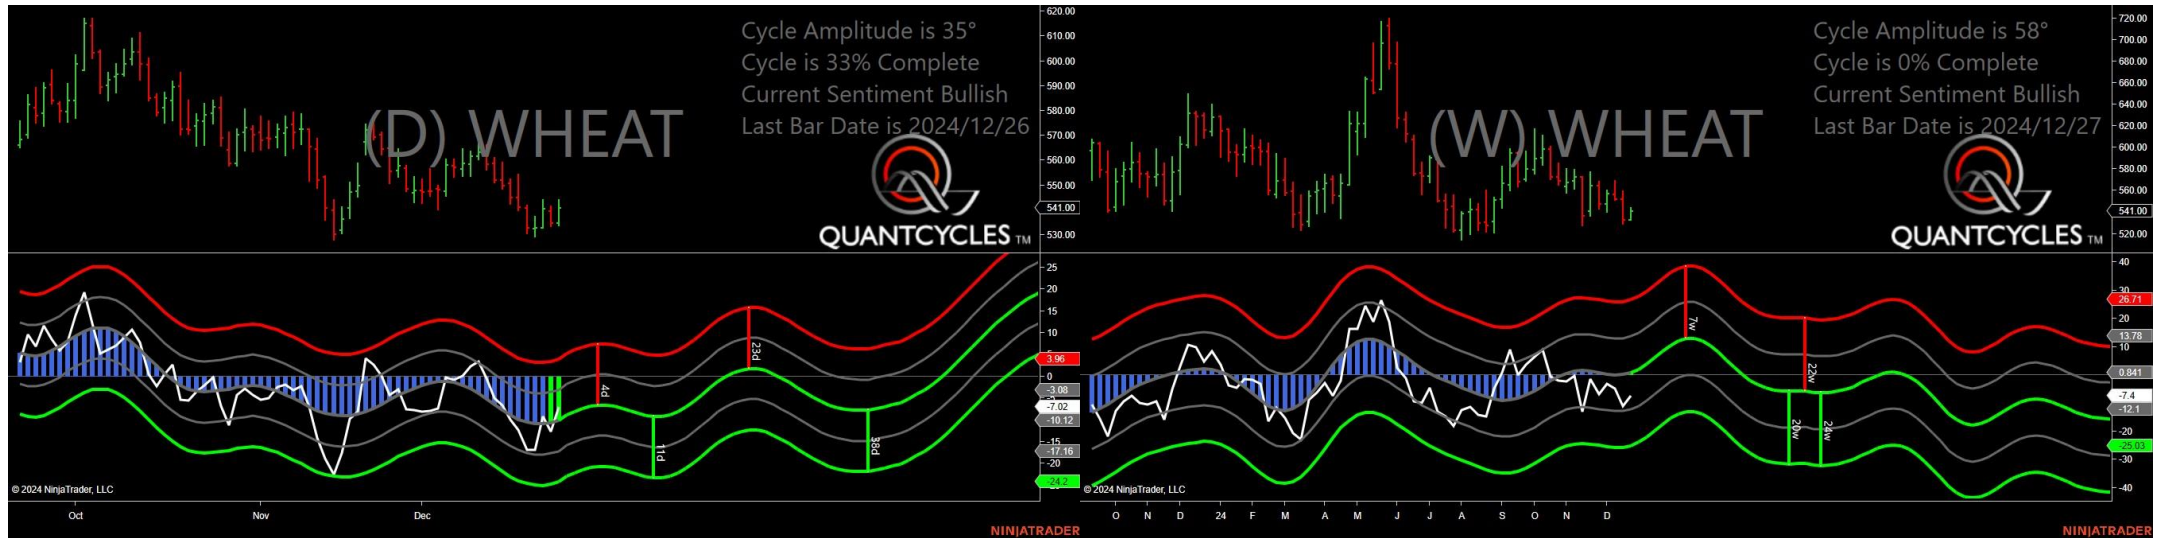 Cycle Amplitude is 35°
Cycle is 33% Complete
Current Sentiment Bullish
Last Bar Date is 2024/12/26
(D) WHEAT
QUANTCYCLES TM
620.00
610.00
600.00
590.00
580.00
570.00
560.00
550.00
541.00
530.00
25
20
15
10
3.96
0
-3.08
-7.02
-10.12
-15
-17.16
-20
-24.2
4d
11d
23d
38d
© 2024 NinjaTrader, LLC
Oct Nov Dec
NINJATRADER
Cycle Amplitude is 58°
Cycle is 0% Complete
Current Sentiment Bullish
Last Bar Date is 2024/12/27
(W) WHEAT
QUANTCYCLES TM
720.00
700.00
680.00
660.00
640.00
620.00
600.00
580.00
560.00
541.00
520.00
40
30
26.71
20
13.78
10
0.841
-7.4
-12.1
-20
-25.03
-30
-40
7w
22w
20w
24w
© 2024 NinjaTrader, LLC
O N D 24 F M A M J J A S O N D
NINJATRADER